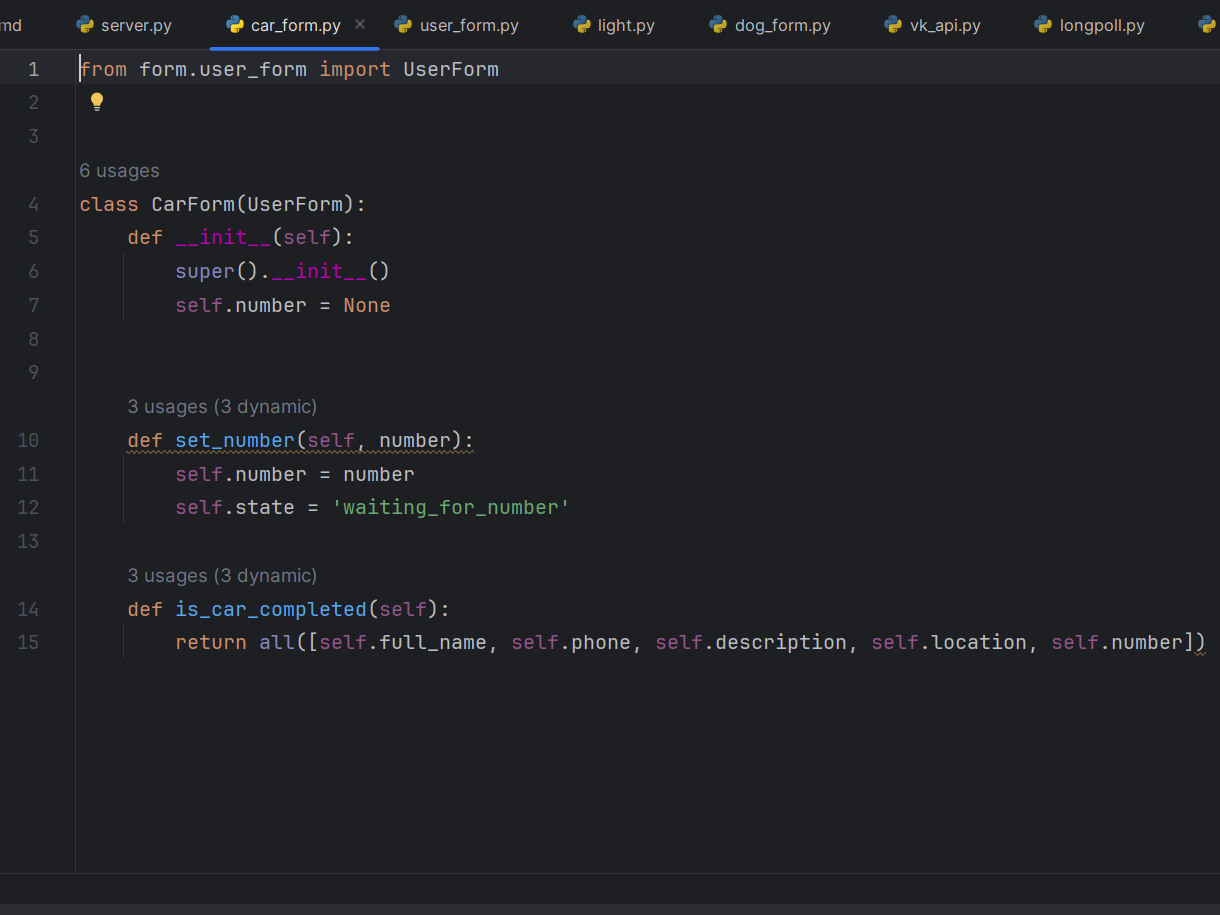 md server.py car_form.py user_form.py light.py dog_form.py vk_api.py longpoll.py
1 from form.user_form import UserForm
2
3
6 usages
4 class CarForm(UserForm):
5     def __init__(self):
6         super().__init__()
7         self.number = None
8
9
3 usages (3 dynamic)
10     def set_number(self, number):
11         self.number = number
12         self.state = 'waiting_for_number'
13
3 usages (3 dynamic)
14     def is_car_completed(self):
15         return all([self.full_name, self.phone, self.description, self.location, self.number])